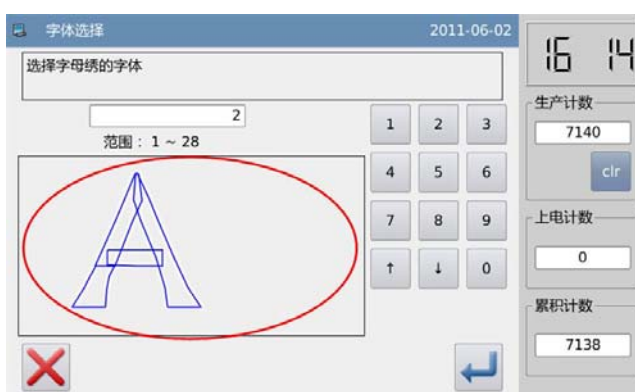 字体选择 2011-06-02
选择字母绣的字体
2
范围：1 ~ 28
1 2 3
4 5 6
7 8 9
↑ ↓ 0
A
16 14
生产计数
7140
clr
上电计数
0
累积计数
7138